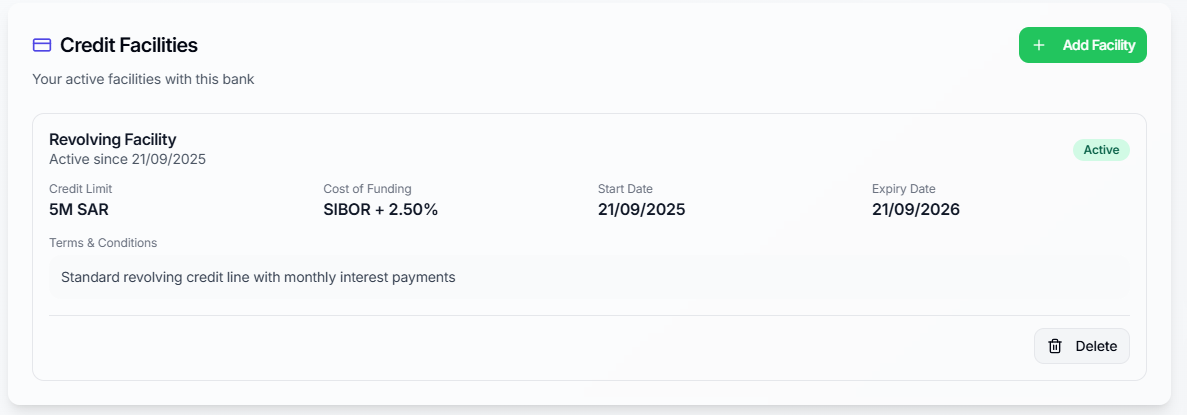 Credit Facilities
Add Facility
Your active facilities with this bank
Revolving Facility
Active since 21/09/2025
Active
Credit Limit
Cost of Funding
Start Date
Expiry Date
5M SAR
SIBOR + 2.50%
21/09/2025
21/09/2026
Terms & Conditions
Standard revolving credit line with monthly interest payments
Delete